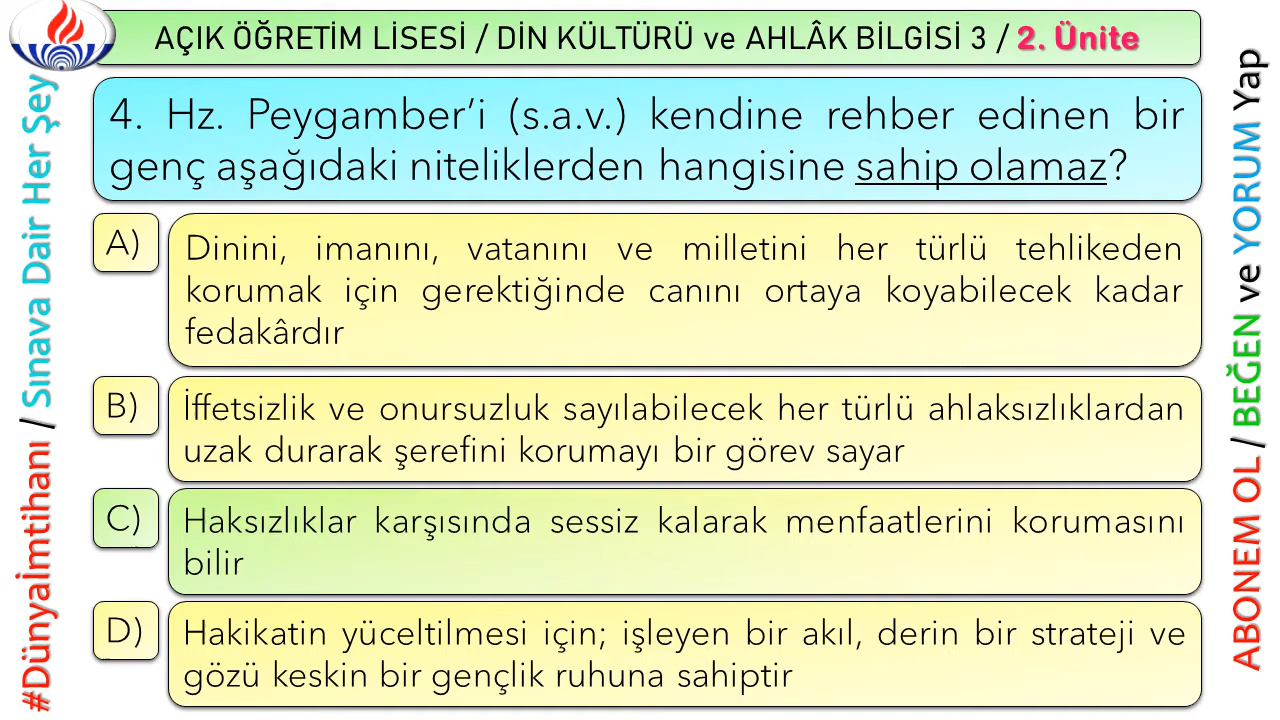 AÇIK ÖĞRETİM LİSESİ / DİN KÜLTÜRÜ ve AHLÂK BİLGİSİ 3 / 2. Ünite
4. Hz. Peygamber’i (s.a.v.) kendine rehber edinen bir
genç aşağıdaki niteliklerden hangisine sahip olamaz?
A) Dinini, imanını, vatanını ve milletini her türlü tehlikeden
korumak için gerektiğinde canını ortaya koyabilecek kadar
fedakârdır
B) İffetsizlik ve onursuzluk sayılabilecek her türlü ahlaksızlıklardan
uzak durarak şerefini korumayı bir görev sayar
C) Haksızlıklar karşısında sessiz kalarak menfaatlerini korumasını
bilir
D) Hakikatin yüceltilmesi için; işleyen bir akıl, derin bir strateji ve
gözü keskin bir gençlik ruhuna sahiptir
#Dünyaimtihanı / Sınava Dair Her Şey
ABONEM OL / BEĞEN ve YORUM Yap